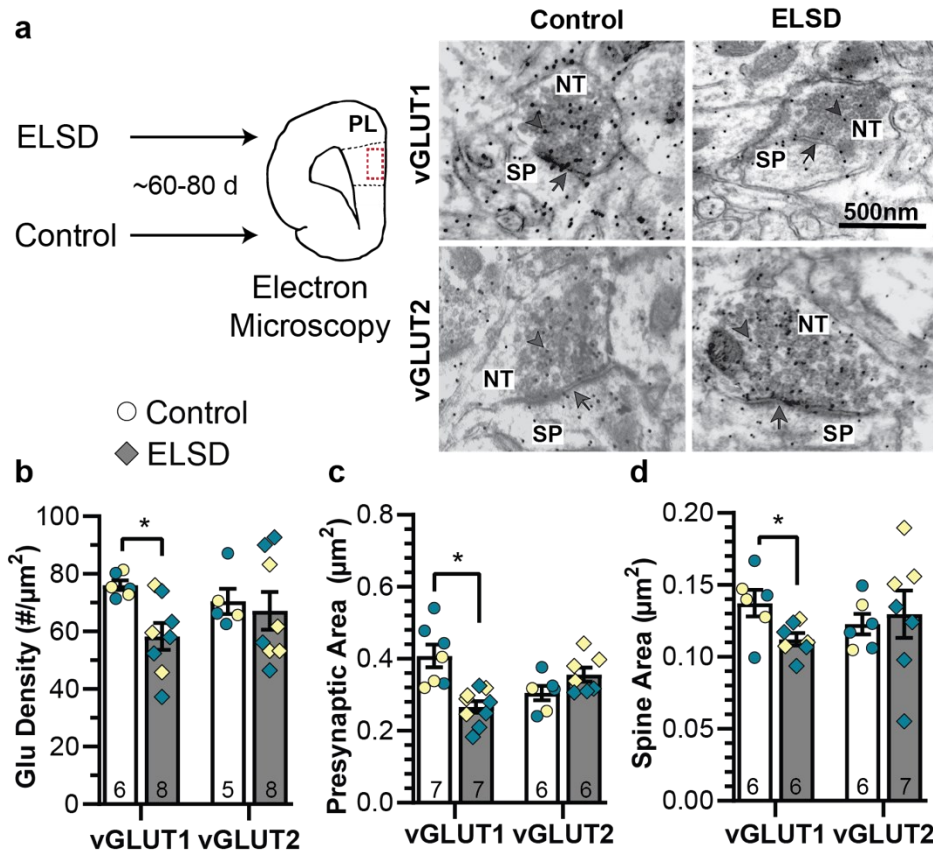 a
Control
ELSD
ELSD
~60-80 d
Control
PL
Electron
Microscopy
vGLUT1
NT
SP
NT
SP
500nm
vGLUT2
NT
SP
NT
SP
Control
ELSD
b
Glu Density (#/µm²)
100
80
60
40
20
0
*
6
8
5
8
vGLUT1
vGLUT2
c
Presynaptic Area (µm²)
0.8
0.6
0.4
0.2
0.0
*
7
7
6
6
vGLUT1
vGLUT2
d
Spine Area (µm²)
0.20
0.15
0.10
0.05
0.00
*
6
6
6
7
vGLUT1
vGLUT2